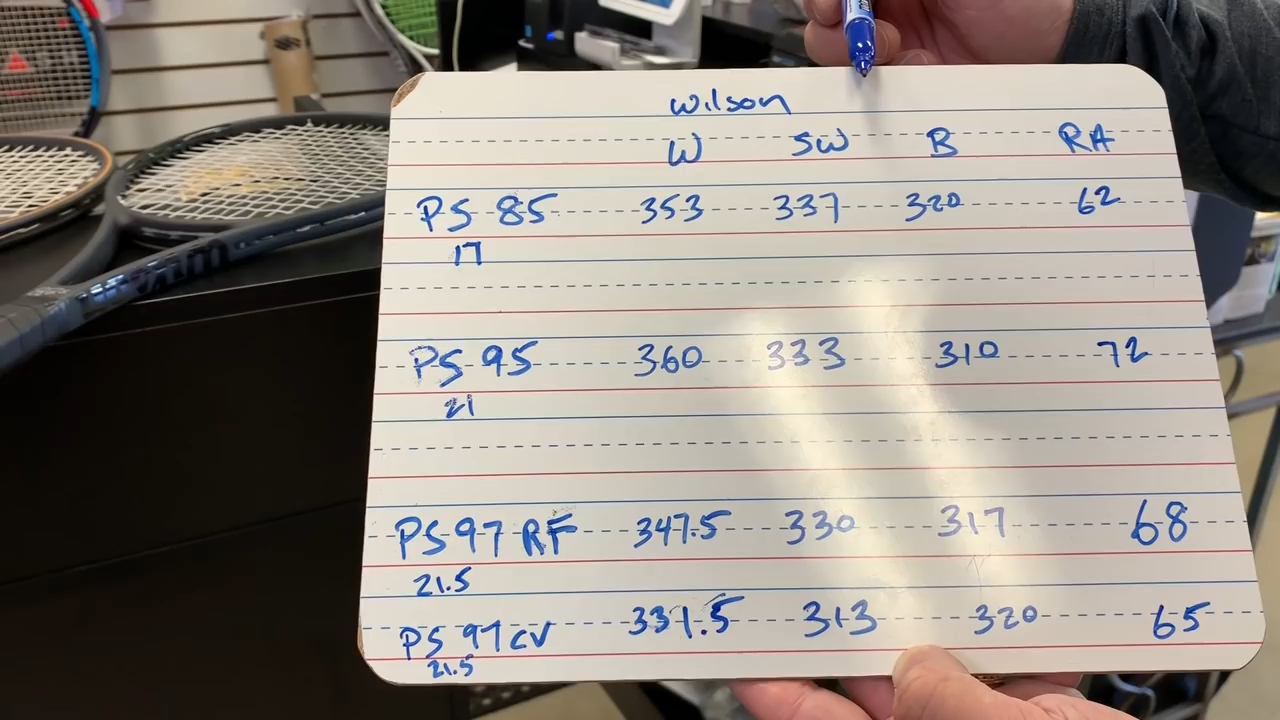 Wilson
W SW B RA
PS 85 353 337 320 62
17
PS 95 360 333 310 72
21
PS 97 RF 347.5 330 317 68
21.5
PS 97 CV 331.5 313 320 65
21.5